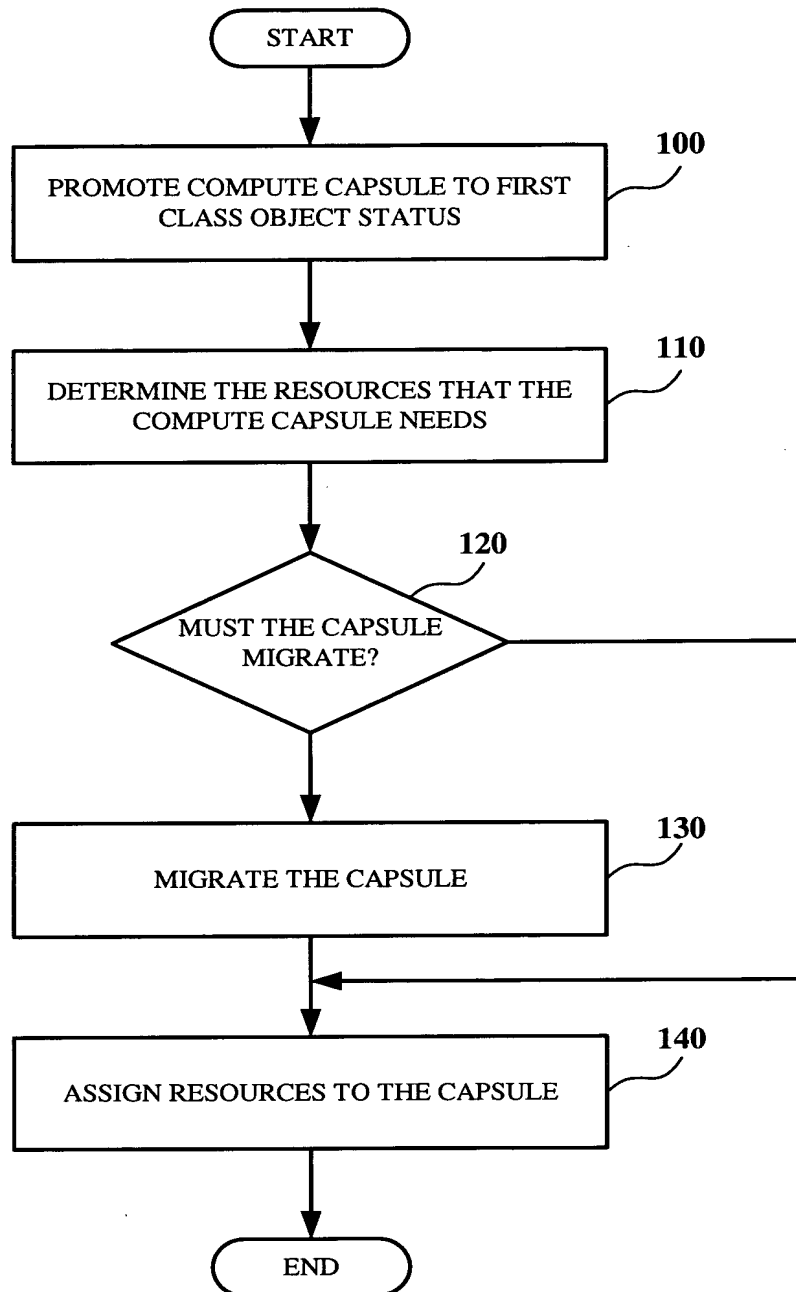 START
100
PROMOTE COMPUTE CAPSULE TO FIRST
CLASS OBJECT STATUS
110
DETERMINE THE RESOURCES THAT THE
COMPUTE CAPSULE NEEDS
120
MUST THE CAPSULE
MIGRATE?
130
MIGRATE THE CAPSULE
140
ASSIGN RESOURCES TO THE CAPSULE
END